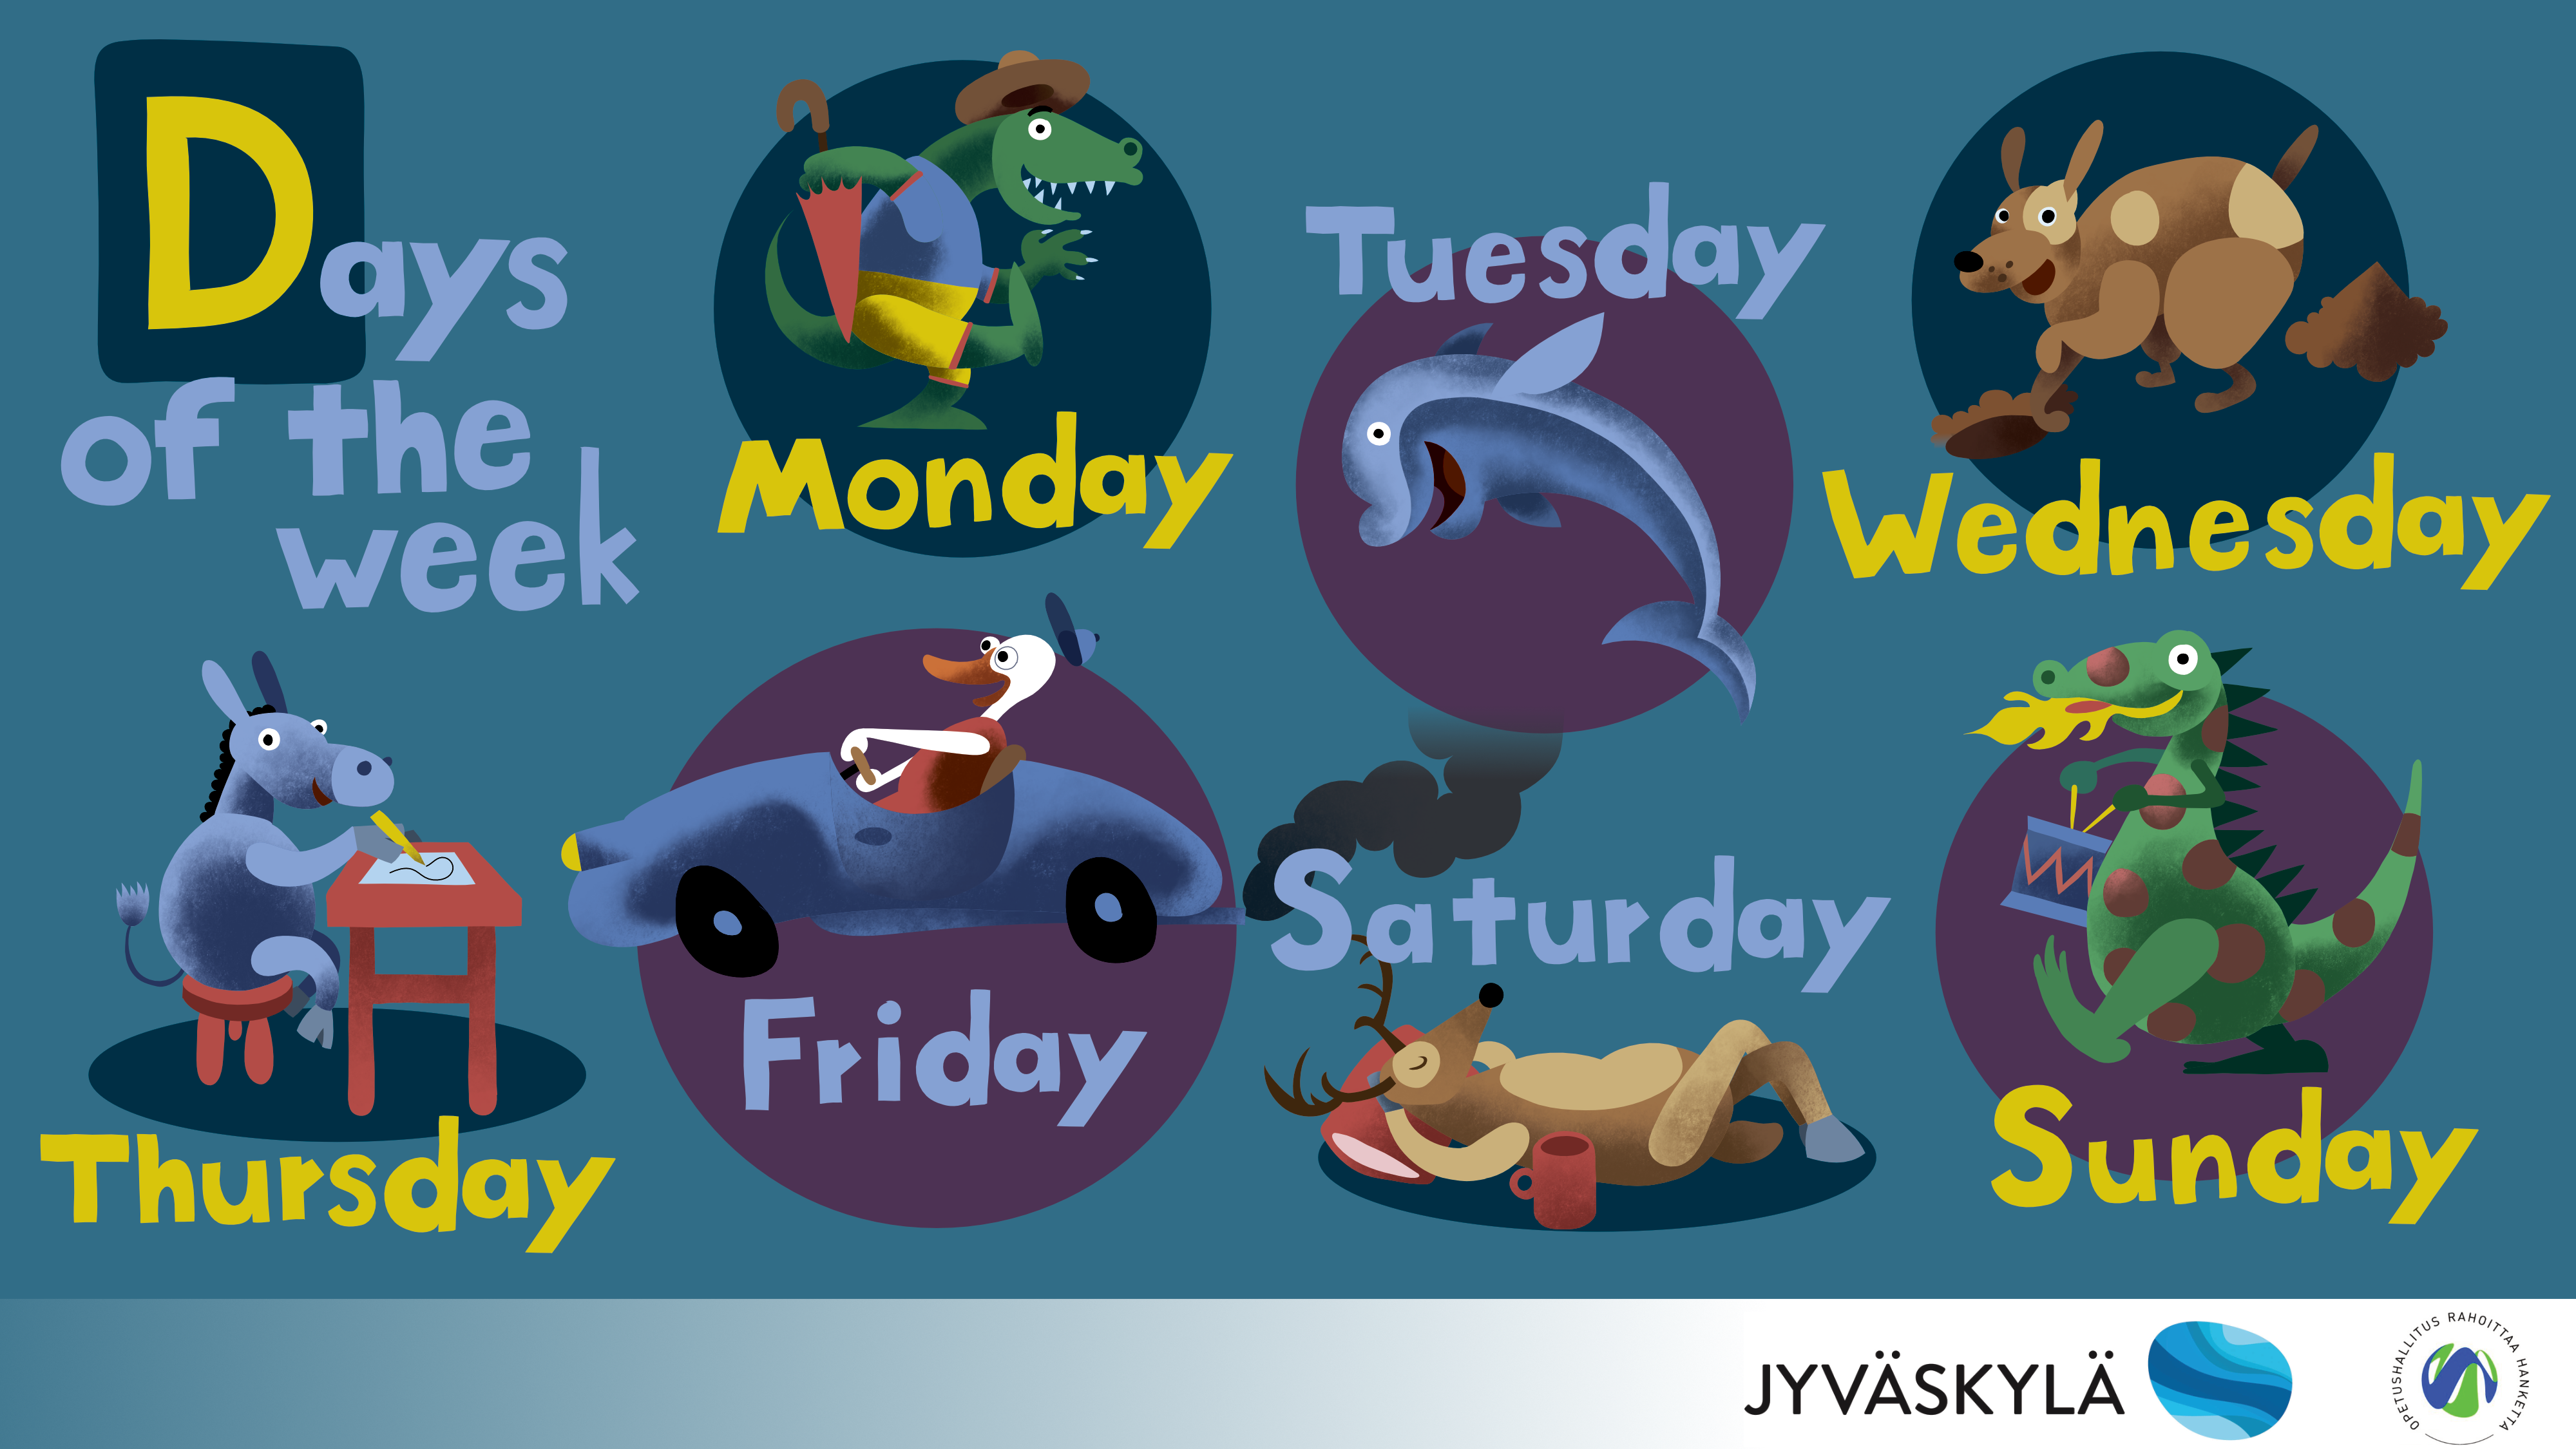 Days
of the
week
Monday
Tuesday
Wednesday
Thursday
Friday
Saturday
Sunday
JYVÄSKYLÄ
OPETUSHALLITUS RAHOITTAA HANKETTA